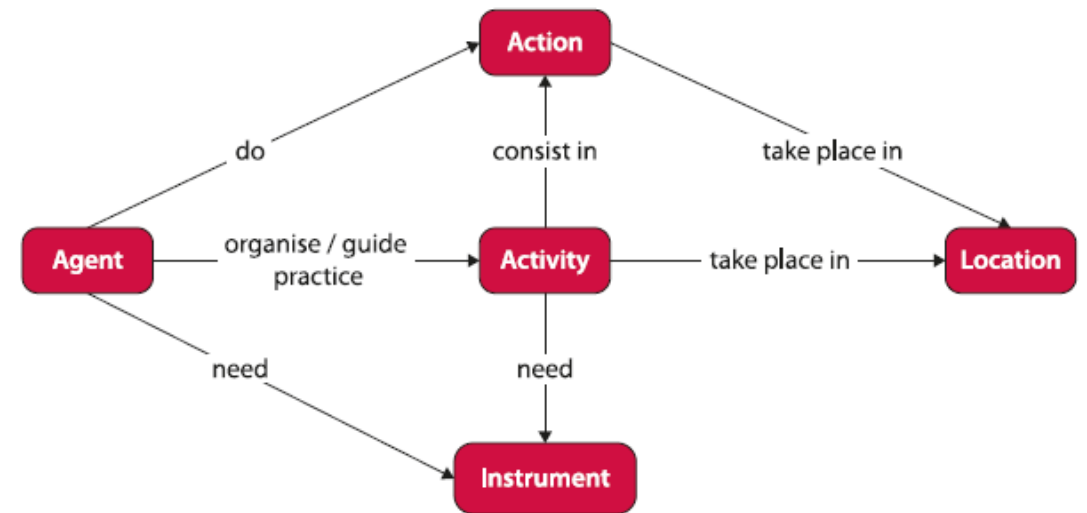 Action
do
consist in
take place in
Agent
organise / guide
practice
Activity
take place in
Location
need
need
Instrument